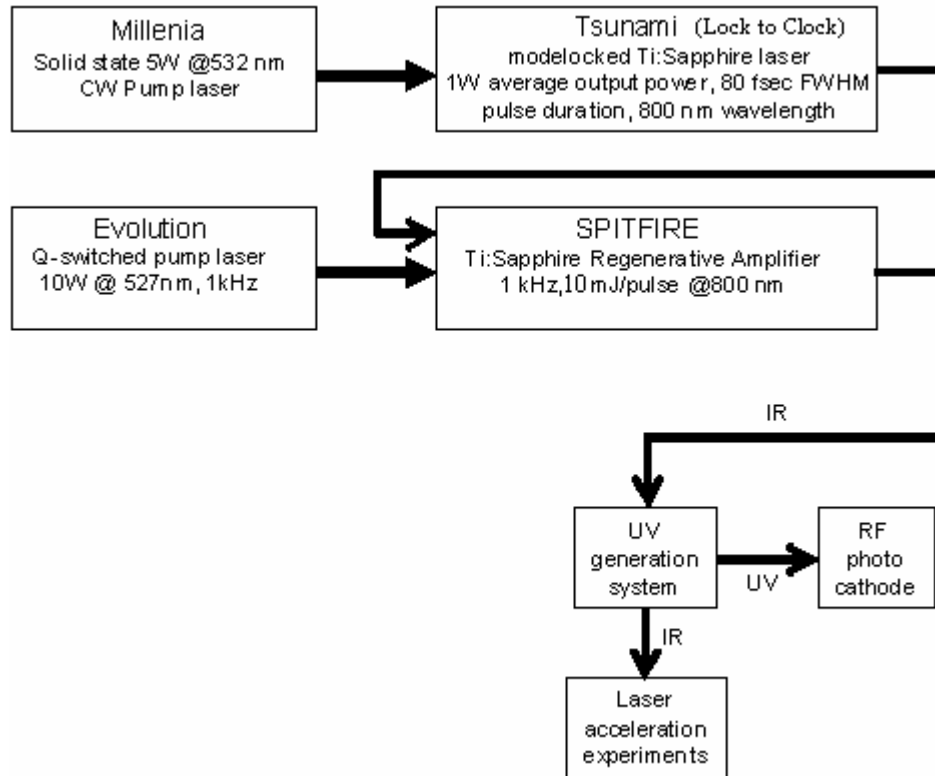 Millenia
Solid state 5W @532 nm
CW Pump laser
Tsunami (Lock to Clock)
modelocked Ti:Sapphire laser
1W average output power, 80 fsec FWHM
pulse duration, 800 nm wavelength
Evolution
Q-switched pump laser
10W @ 527nm, 1kHz
SPITFIRE
Ti:Sapphire Regenerative Amplifier
1 kHz,10mJ/pulse @800 nm
IR
UV
generation
system
UV
RF
photo
cathode
IR
Laser
acceleration
experiments